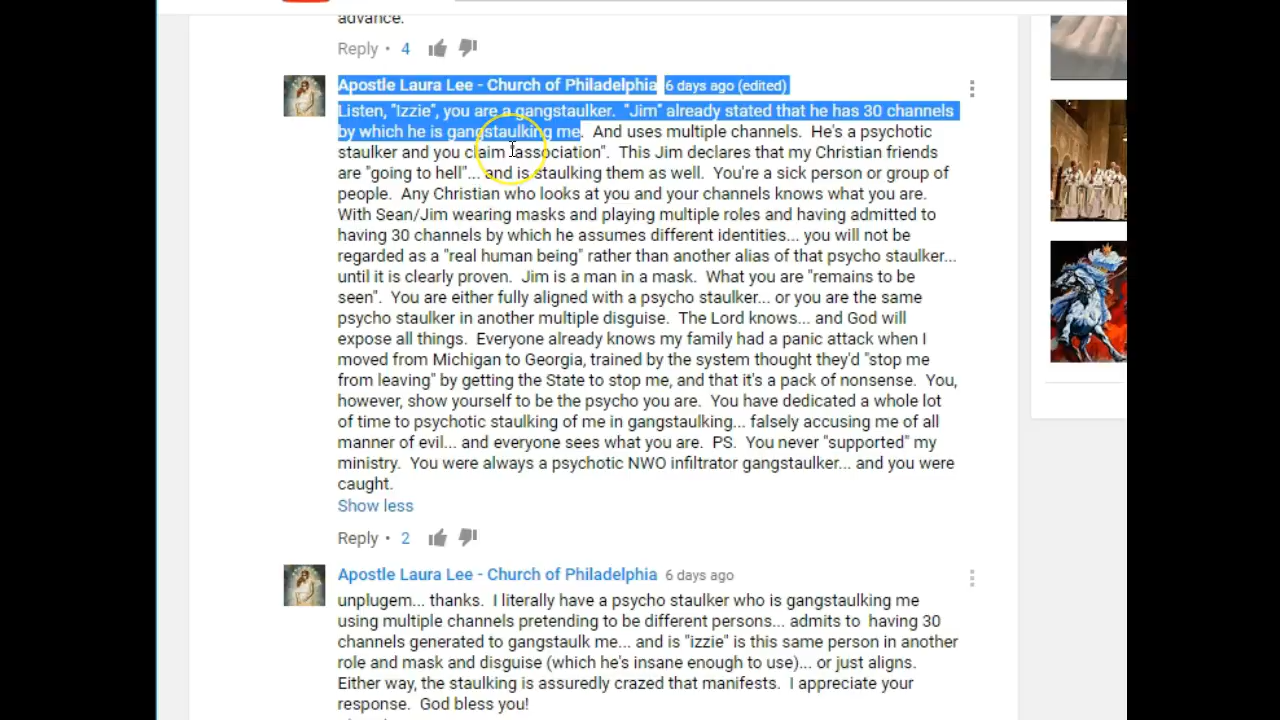 advance.
Reply • 4
Apostle Laura Lee - Church of Philadelphia 6 days ago (edited)
Listen, "Izzie", you are a gangstaulker.  "Jim" already stated that he has 30 channels
by which he is gangstaulking me.  And uses multiple channels.  He's a psychotic
staulker and you claim "association".  This Jim declares that my Christian friends
are "going to hell"... and is staulking them as well.  You're a sick person or group of
people.  Any Christian who looks at you and your channels knows what you are.
With Sean/Jim wearing masks and playing multiple roles and having admitted to
having 30 channels by which he assumes different identities... you will not be
regarded as a "real human being" rather than another alias of that psycho staulker...
until it is clearly proven.  Jim is a man in a mask.  What you are "remains to be
seen".  You are either fully aligned with a psycho staulker... or you are the same
psycho staulker in another multiple disguise.  The Lord knows... and God will
expose all things.  Everyone already knows my family had a panic attack when I
moved from Michigan to Georgia, trained by the system thought they'd "stop me
from leaving" by getting the State to stop me, and that it's a pack of nonsense.  You,
however, show yourself to be the psycho you are.  You have dedicated a whole lot
of time to psychotic staulking of me in gangstaulking... falsely accusing me of all
manner of evil... and everyone sees what you are.  PS.  You never "supported" my
ministry.  You were always a psychotic NWO infiltrator gangstaulker... and you were
caught.
Show less
Reply • 2
Apostle Laura Lee - Church of Philadelphia 6 days ago
unplugem... thanks.  I literally have a psycho staulker who is gangstaulking me
using multiple channels pretending to be different persons... admits to  having 30
channels generated to gangstaulk me... and is "izzie" is this same person in another
role and mask and disguise (which he's insane enough to use)... or just aligns.
Either way, the staulking is assuredly crazed that manifests.  I appreciate your
response.  God bless you!